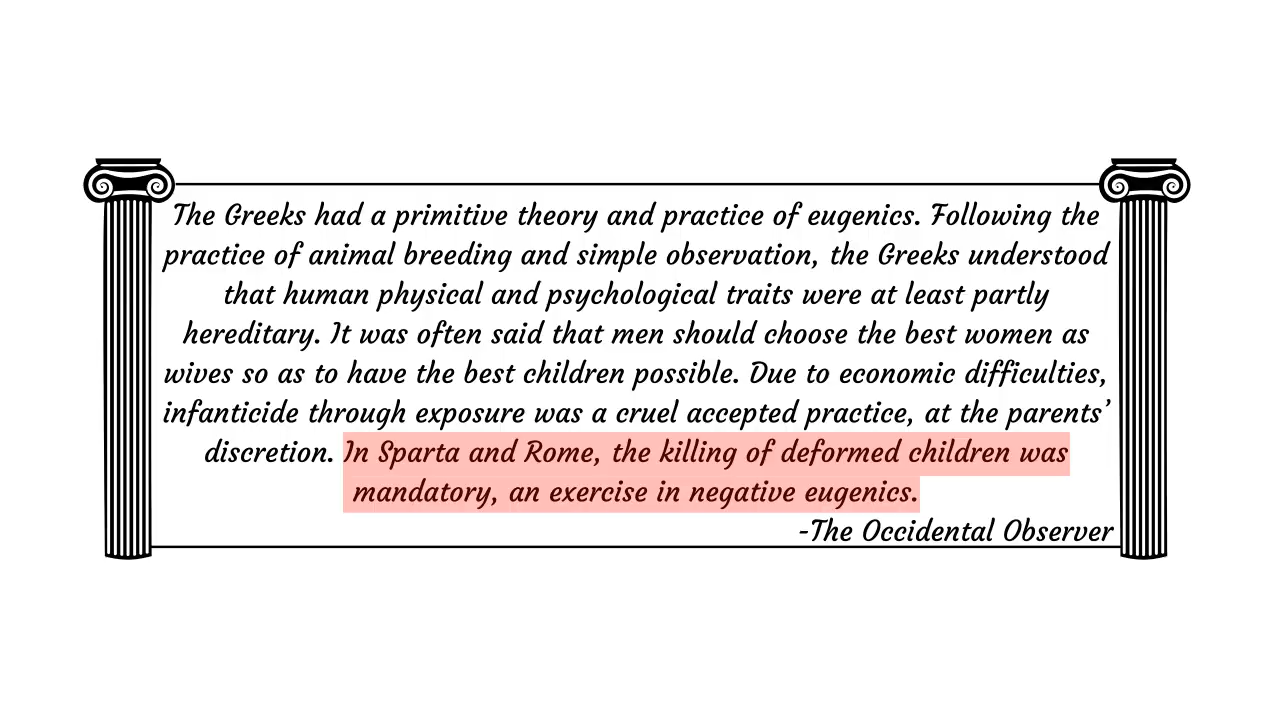 The Greeks had a primitive theory and practice of eugenics. Following the
practice of animal breeding and simple observation, the Greeks understood
that human physical and psychological traits were at least partly
hereditary. It was often said that men should choose the best women as
wives so as to have the best children possible. Due to economic difficulties,
infanticide through exposure was a cruel accepted practice, at the parents’
discretion. In Sparta and Rome, the killing of deformed children was
mandatory, an exercise in negative eugenics.
-The Occidental Observer